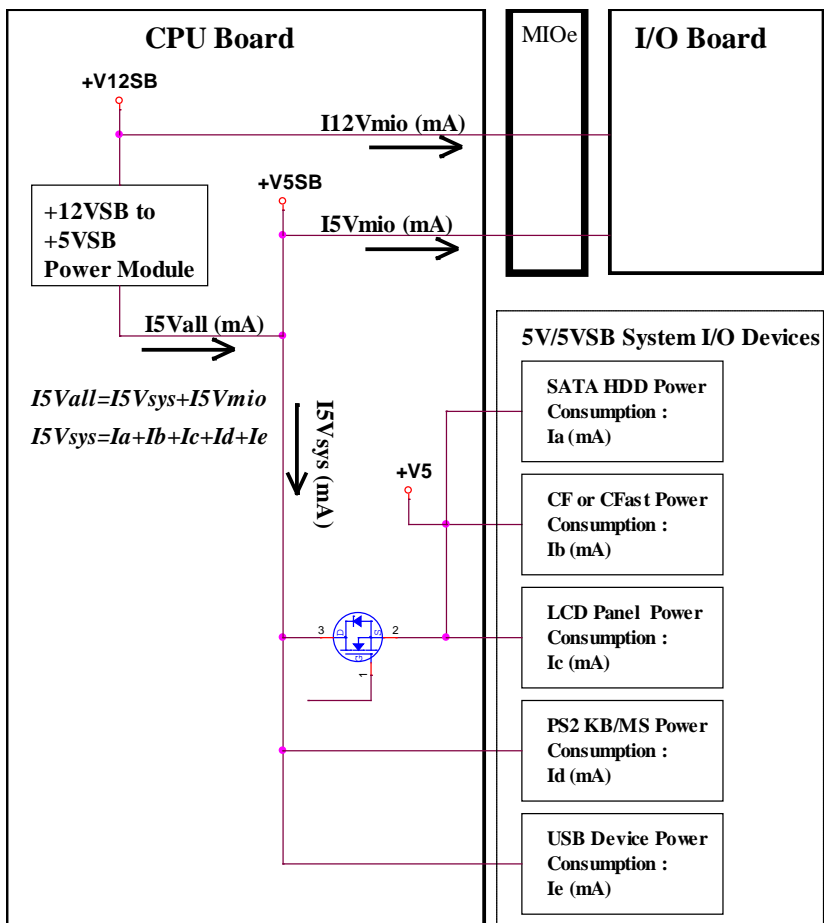 CPU Board
MIOe
I/O Board
+V12SB
I12Vmio (mA)
+V5SB
+12VSB to
+5VSB
Power Module
I5Vmio (mA)
I5Vall (mA)
I5Vall=I5Vsys+I5Vmio
I5Vsys=Ia+Ib+Ic+Id+Ie
I5Vsys (mA)
+V5
3
D
S
G
2
1
5V/5VSB System I/O Devices
SATA HDD Power
Consumption :
Ia (mA)
CF or CFast Power
Consumption :
Ib (mA)
LCD Panel Power
Consumption :
Ic (mA)
PS2 KB/MS Power
Consumption :
Id (mA)
USB Device Power
Consumption :
Ie (mA)